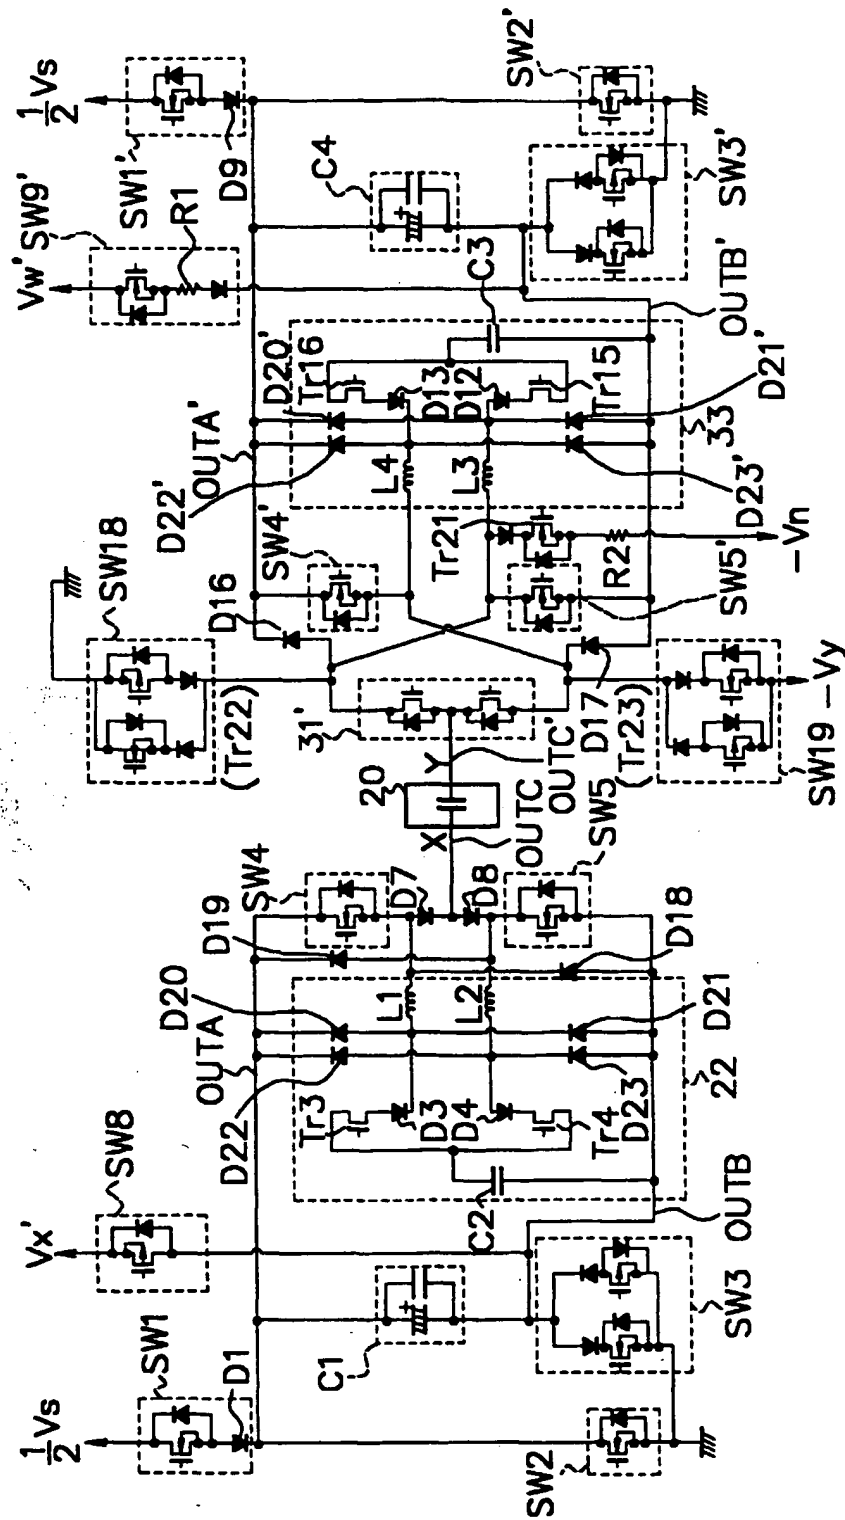 1/2 Vs
SW1
D1
Vx'
SW8
C1
SW2
SW3
OUTA
OUTB
D20
D22
D19
SW4
Tr3
D3
D4
Tr4
C2
L1
L2
D7
D8
D23
D21
22
D18
SW5
X
20
Y
OUTC
OUTC'
31'
SW18
(Tr22)
D16
D17
(Tr23)
SW19
-Vy
SW4'
SW5'
Tr21
R2
-Vn
D22'
OUTA'
D20'
Tr16
D13
D12
Tr15
L4
L3
D23'
D21'
33
C3
OUTB'
Vw'
SW9'
R1
SW1'
1/2 Vs
D9
C4
SW2'
SW3'